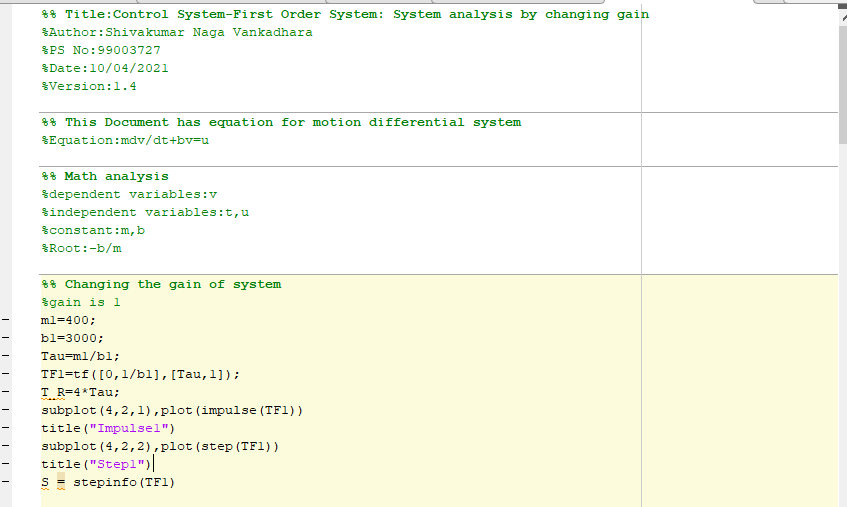 %% Title:Control System-First Order System: System analysis by changing gain
%Author:Shivakumar Naga Vankadhara
%PS No:99003727
%Date:10/04/2021
%Version:1.4
%% This Document has equation for motion differential system
%Equation:mdv/dt+bv=u
%% Math analysis
%dependent variables:v
%independent variables:t,u
%constant:m,b
%Root:-b/m
%% Changing the gain of system
%gain is 1
m1=400;
b1=3000;
Tau=m1/b1;
TF1=tf([0,1/b1],[Tau,1]);
T_R=4*Tau;
subplot(4,2,1),plot(impulse(TF1))
title("Impulse1")
subplot(4,2,2),plot(step(TF1))
title("Step1")
S = stepinfo(TF1)